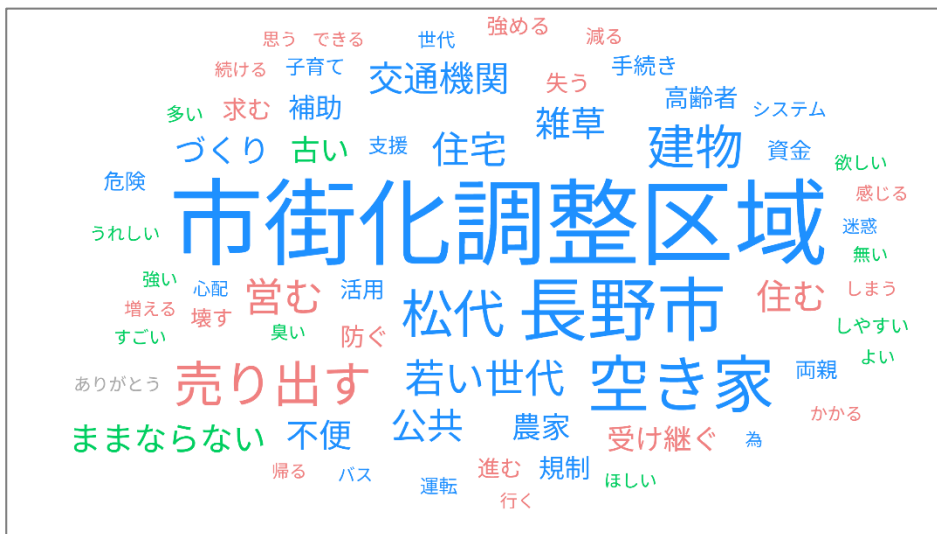 思う できる 世代 強める 減る
続ける 子育て 交通機関 失う 手続き
多い 求む 補助 雑草 高齢者 システム
づくり 古い 支援 住宅 建物 資金 欲しい
危険 市街化調整区域 感じる
うれしい 迷惑
無い
強い 心配 営む 活用 松代 長野市 住む しまう
増える 壊す 防ぐ しやすい
すごい 臭い
ありがとう 売り出す 若い世代 空き家 両親 よい
ままならない 不便 公共 農家 受け継ぐ 為 かかる
帰る バス 運転 進む 規制 ほしい
行く